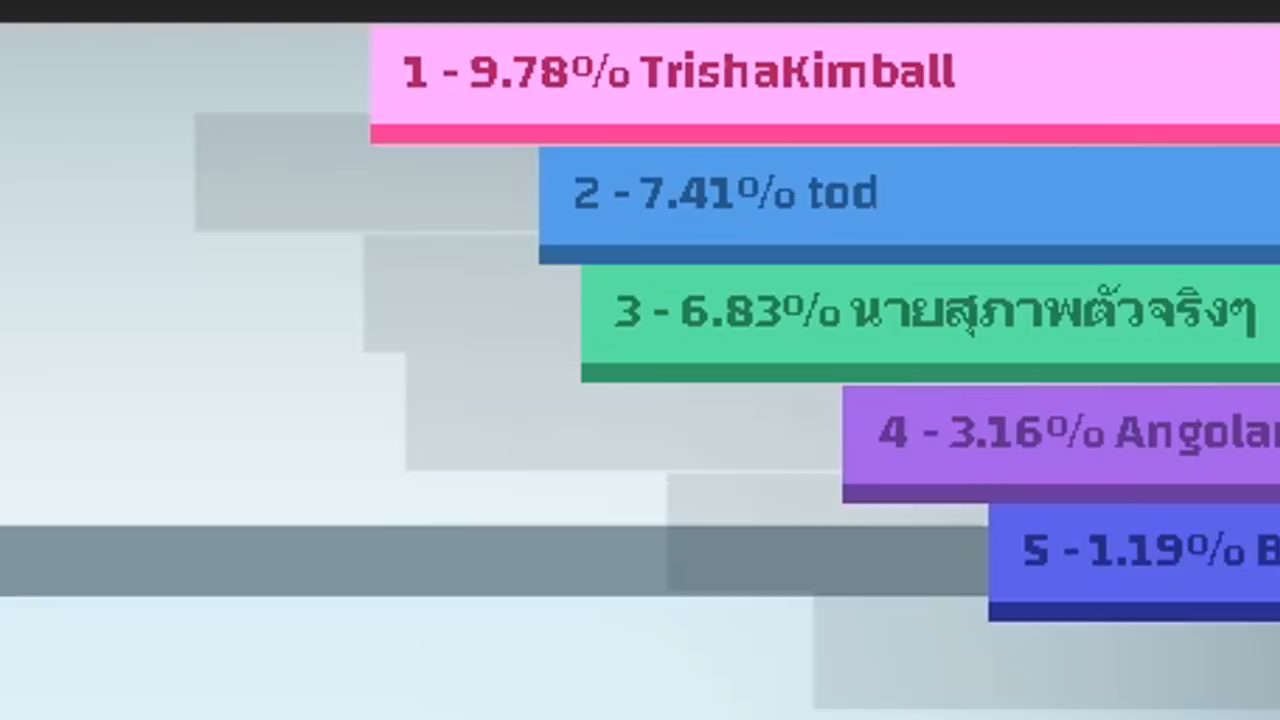 1 - 9.78% TrishaKimball
2 - 7.41% tod
3 - 6.83% นายสุภาพตัวจริงๆ
4 - 3.16%
5 - 1.19%